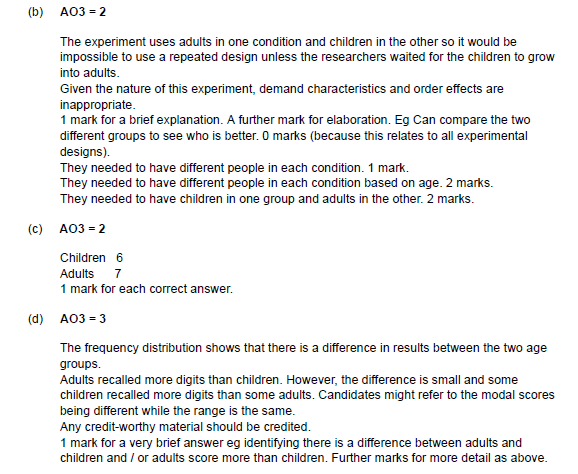 (b) AO3 = 2
The experiment uses adults in one condition and children in the other so it would be
impossible to use a repeated design unless the researchers waited for the children to grow
into adults.
Given the nature of this experiment, demand characteristics and order effects are
inappropriate.
1 mark for a brief explanation. A further mark for elaboration. Eg Can compare the two
different groups to see who is better. 0 marks (because this relates to all experimental
designs).
They needed to have different people in each condition. 1 mark.
They needed to have different people in each condition based on age. 2 marks.
They needed to have children in one group and adults in the other. 2 marks.
(c) AO3 = 2
Children 6
Adults 7
1 mark for each correct answer.
(d) AO3 = 3
The frequency distribution shows that there is a difference in results between the two age
groups.
Adults recalled more digits than children. However, the difference is small and some
children recalled more digits than some adults. Candidates might refer to the modal scores
being different while the range is the same.
Any credit-worthy material should be credited.
1 mark for a very brief answer eg identifying there is a difference between adults and
children and / or adults score more than children. Further marks for more detail as above.